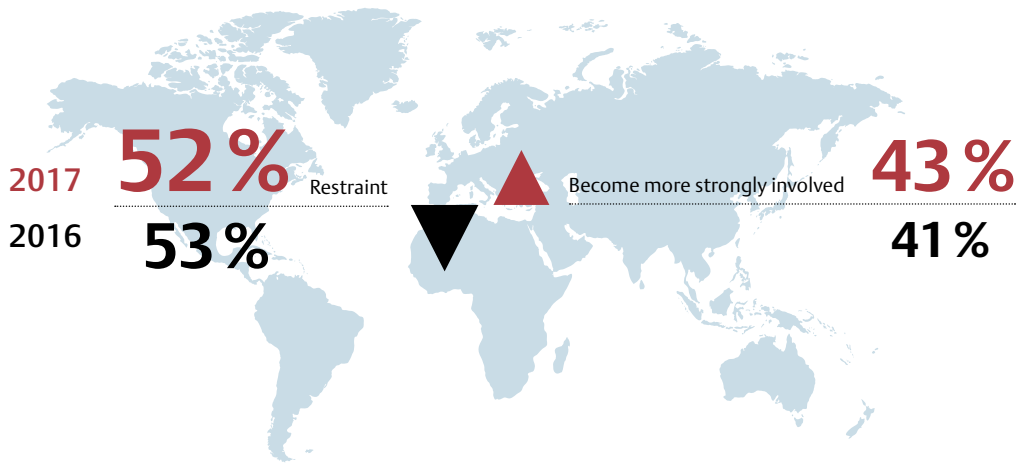 2017 52 % Restraint Become more strongly involved 43 %
2016 53 % 41 %